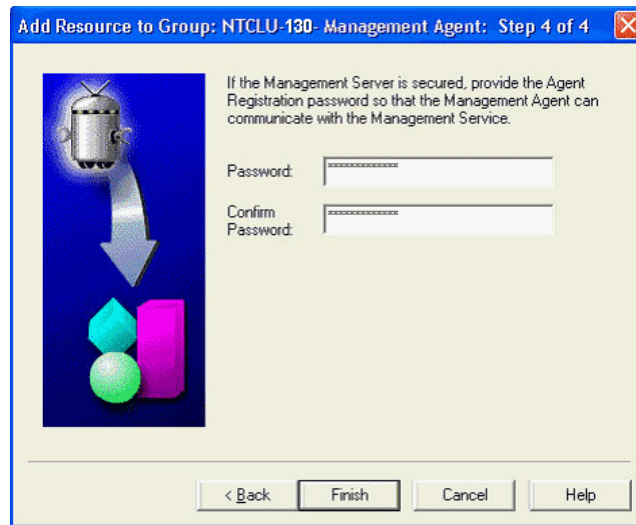 Add Resource to Group: NTCLU-130- Management Agent: Step 4 of 4
If the Management Server is secured, provide the Agent
Registration password so that the Management Agent can
communicate with the Management Service.
Password: xxxxxxxxxxxxx
Confirm
Password: xxxxxxxxxxxxx
< Back Finish Cancel Help